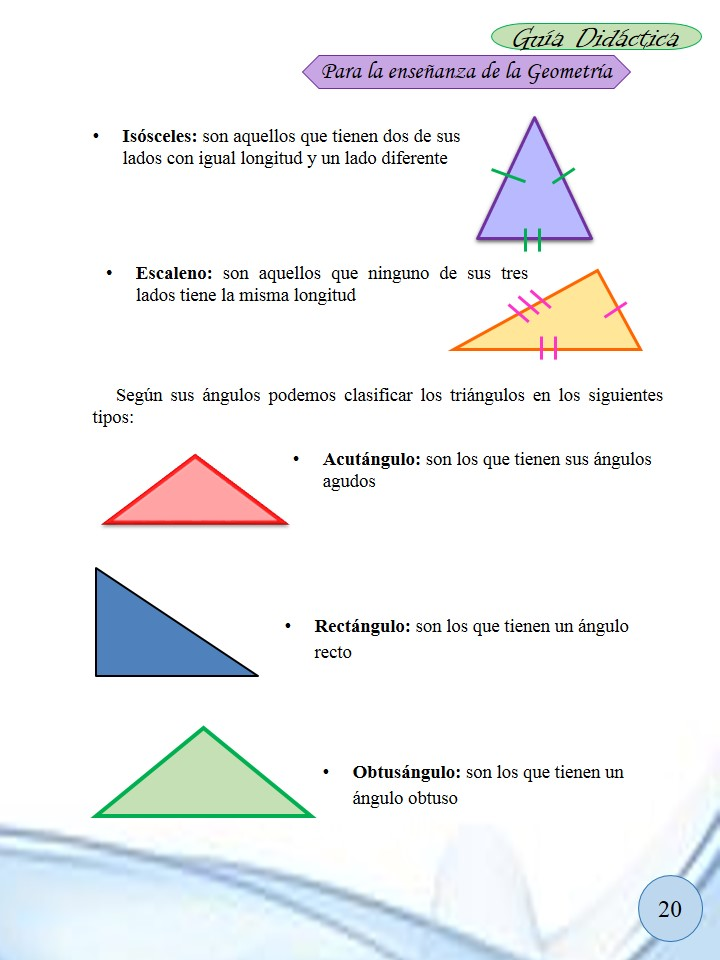 Guía Didáctica
Para la enseñanza de la Geometría
• Isósceles: son aquellos que tienen dos de sus
lados con igual longitud y un lado diferente
• Escaleno: son aquellos que ninguno de sus tres
lados tiene la misma longitud
Según sus ángulos podemos clasificar los triángulos en los siguientes
tipos:
• Acutángulo: son los que tienen sus ángulos
agudos
• Rectángulo: son los que tienen un ángulo
recto
• Obtusángulo: son los que tienen un
ángulo obtuso
20